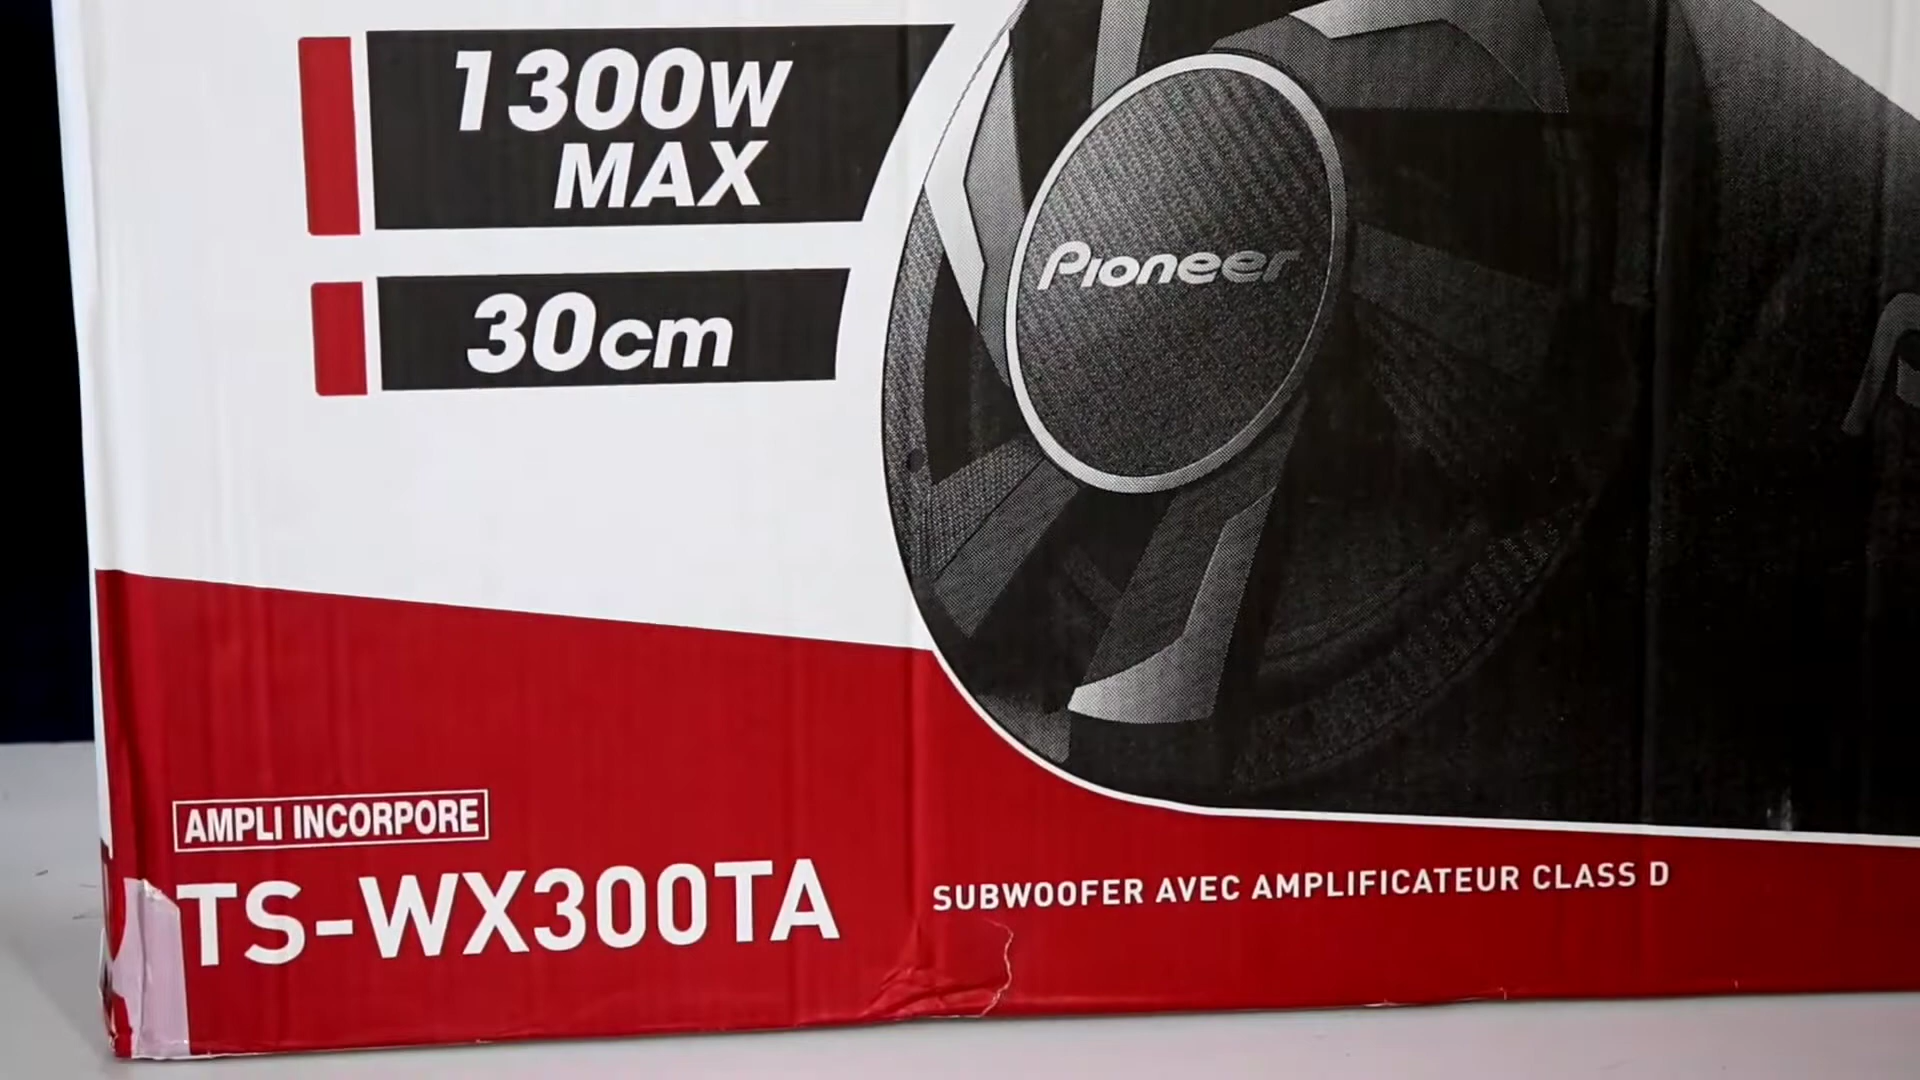 1300W
MAX
30cm
Pioneer
AMPLI INCORPORE
TS-WX300TA
SUBWOOFER AVEC AMPLIFICATEUR CLASS D